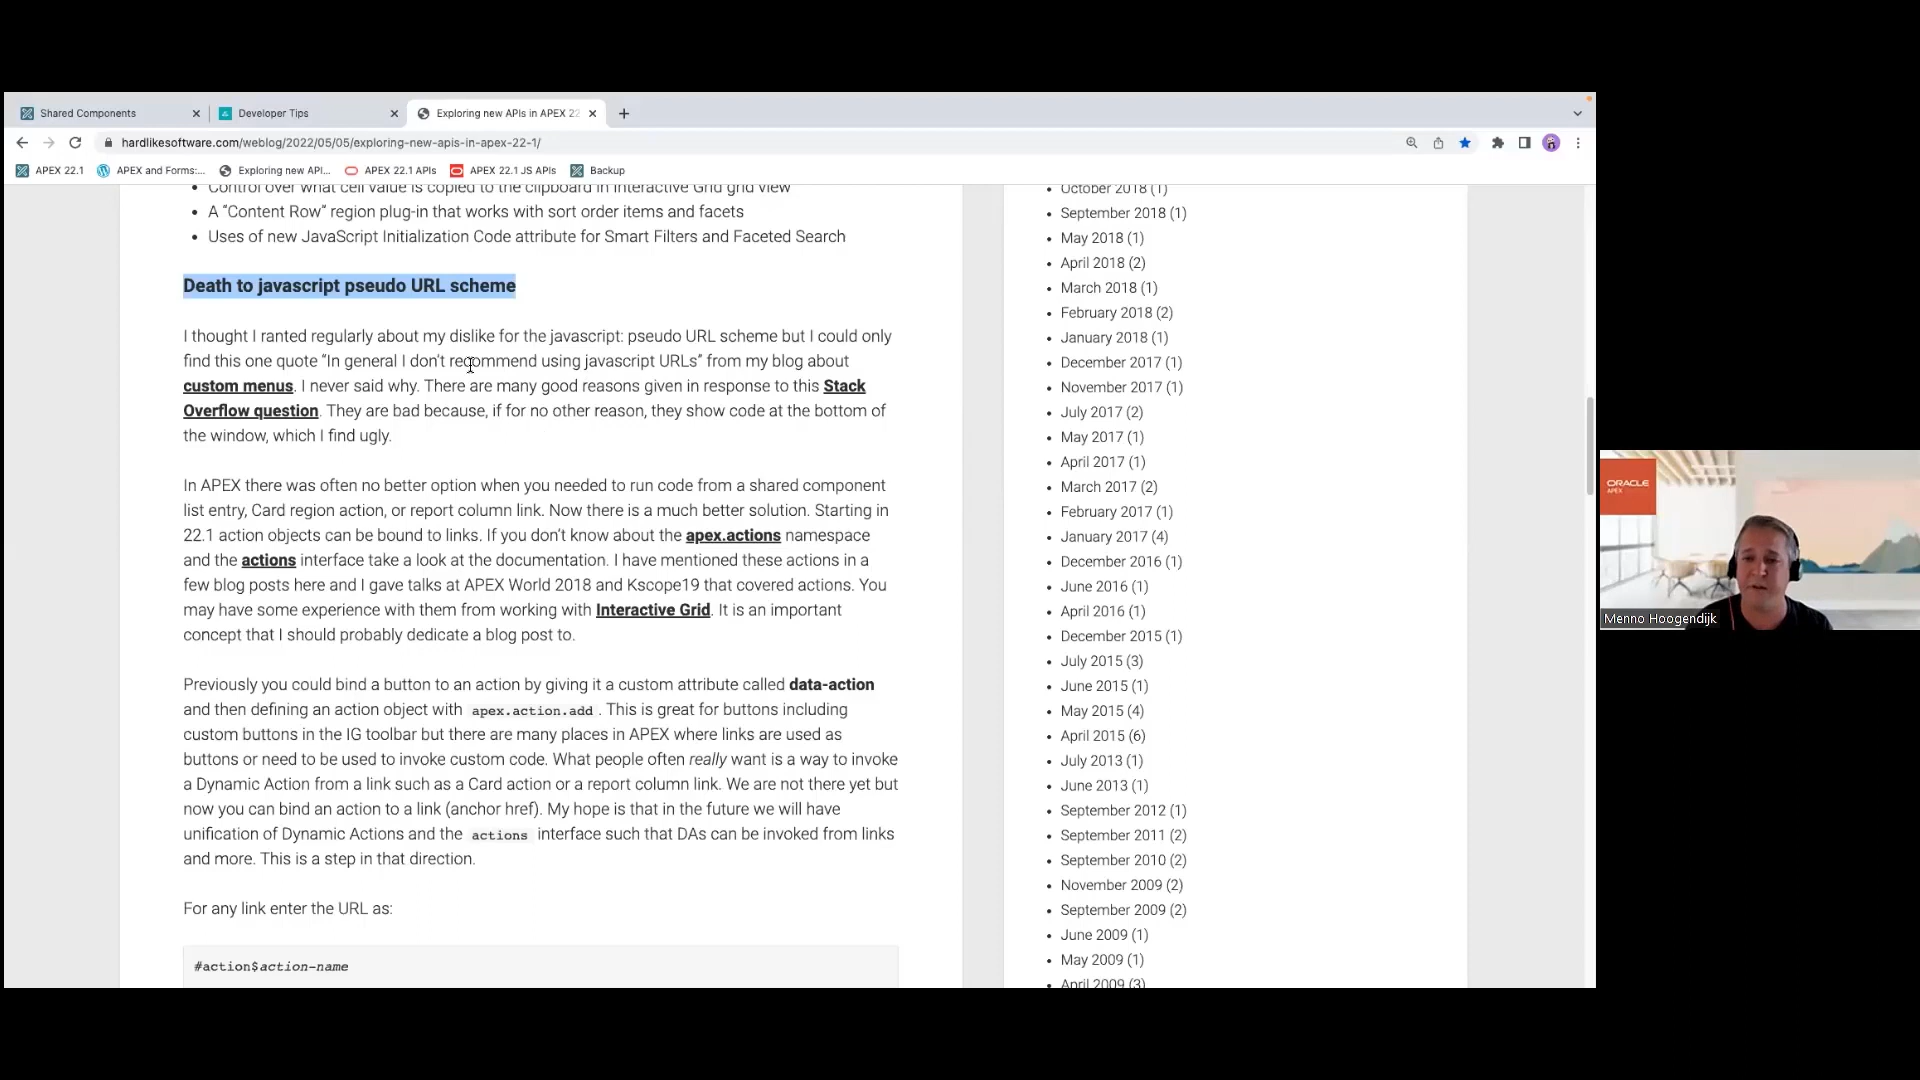 Shared Components
Developer Tips
Exploring new APIs in APEX 22
hardlikesoftware.com/weblog/2022/05/05/exploring-new-apis-in-apex-22-1/
APEX 22.1
APEX and Forms:...
Exploring new API...
APEX 22.1 APIs
APEX 22.1 JS APIs
Backup
Control over what cell value is copied to the clipboard in Interactive Grid grid view
A “Content Row” region plug-in that works with sort order items and facets
Uses of new JavaScript Initialization Code attribute for Smart Filters and Faceted Search
Death to javascript pseudo URL scheme
I thought I ranted regularly about my dislike for the javascript: pseudo URL scheme but I could only
find this one quote “In general I don’t recommend using javascript URLs” from my blog about
custom menus. I never said why. There are many good reasons given in response to this Stack
Overflow question. They are bad because, if for no other reason, they show code at the bottom of
the window, which I find ugly.
In APEX there was often no better option when you needed to run code from a shared component
list entry, Card region action, or report column link. Now there is a much better solution. Starting in
22.1 action objects can be bound to links. If you don’t know about the apex.actions namespace
and the actions interface take a look at the documentation. I have mentioned these actions in a
few blog posts here and I gave talks at APEX World 2018 and Kscope19 that covered actions. You
may have some experience with them from working with Interactive Grid. It is an important
concept that I should probably dedicate a blog post to.
Previously you could bind a button to an action by giving it a custom attribute called data-action
and then defining an action object with apex.action.add. This is great for buttons including
custom buttons in the IG toolbar but there are many places in APEX where links are used as
buttons or need to be used to invoke custom code. What people often really want is a way to invoke
a Dynamic Action from a link such as a Card action or a report column link. We are not there yet but
now you can bind an action to a link (anchor href). My hope is that in the future we will have
unification of Dynamic Actions and the actions interface such that DAs can be invoked from links
and more. This is a step in that direction.
For any link enter the URL as:
#action$action-name
October 2018 (1)
September 2018 (1)
May 2018 (1)
April 2018 (2)
March 2018 (1)
February 2018 (2)
January 2018 (1)
December 2017 (1)
November 2017 (1)
July 2017 (2)
May 2017 (1)
April 2017 (1)
March 2017 (2)
February 2017 (1)
January 2017 (4)
December 2016 (1)
June 2016 (1)
April 2016 (1)
December 2015 (1)
July 2015 (3)
June 2015 (1)
May 2015 (4)
April 2015 (6)
July 2013 (1)
June 2013 (1)
September 2012 (1)
September 2011 (2)
September 2010 (2)
November 2009 (2)
September 2009 (2)
June 2009 (1)
May 2009 (1)
April 2009 (3)
ORACLE
APEX
Menno Hoogendijk